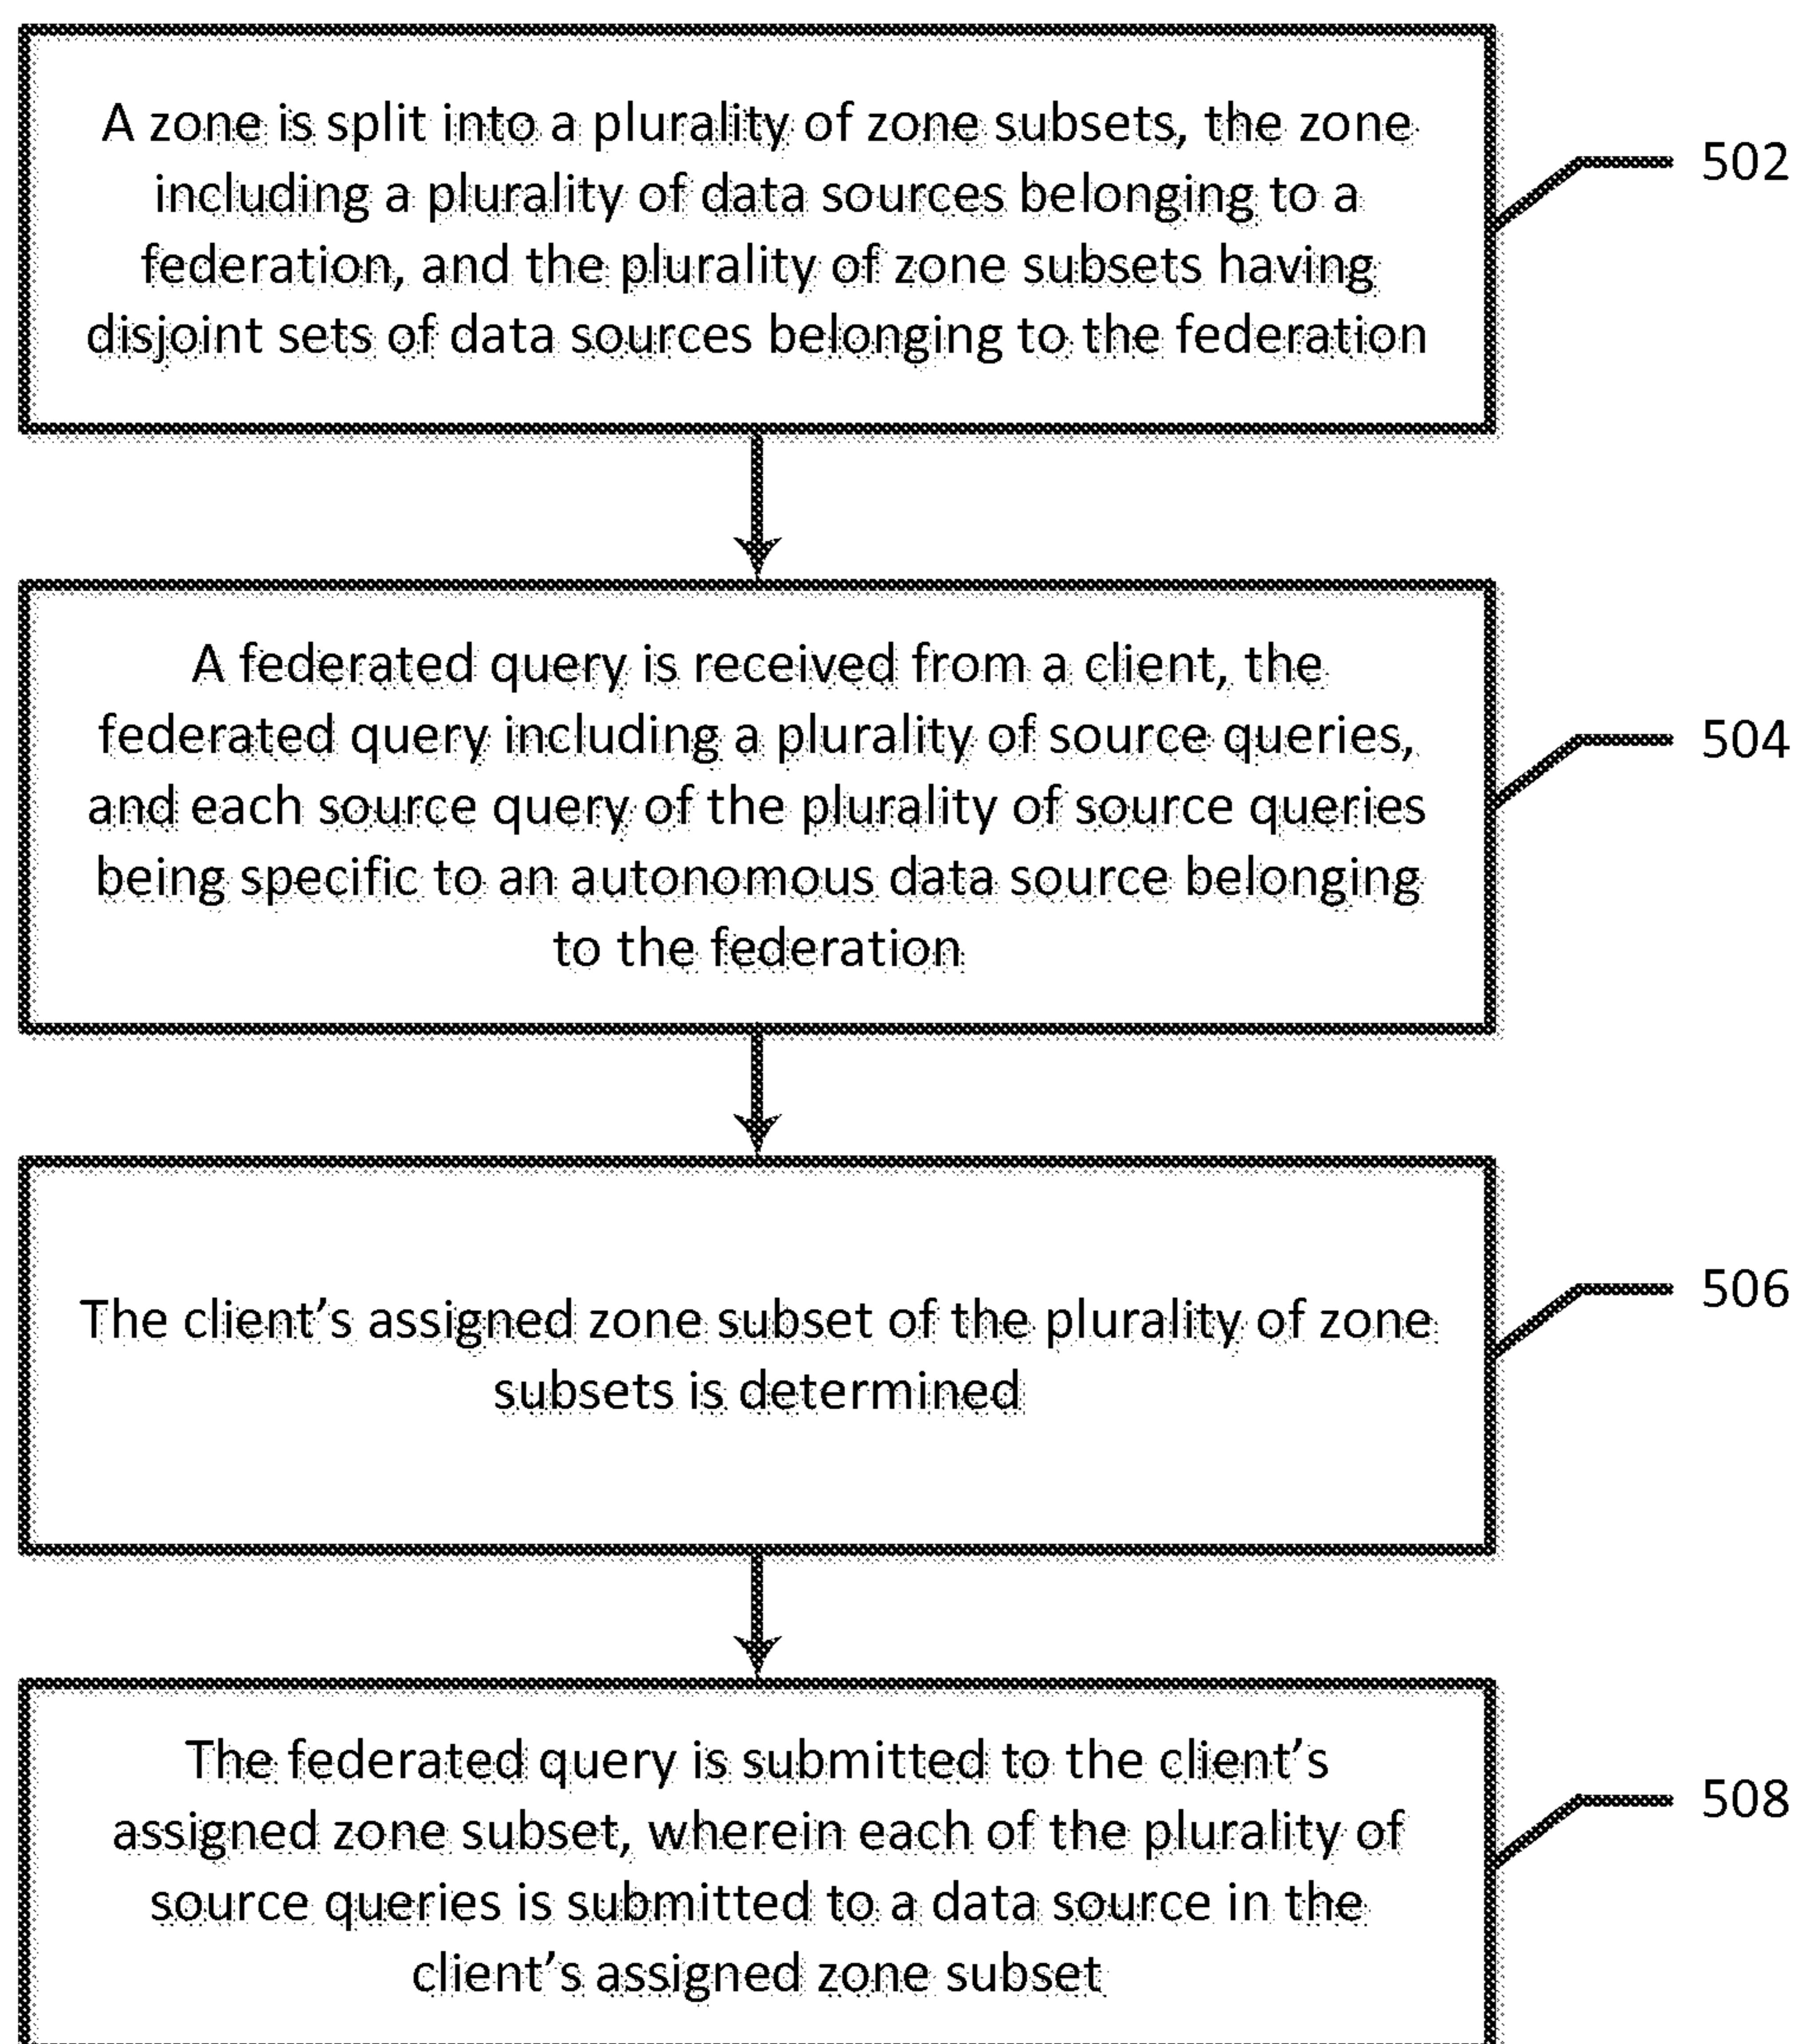 A zone is split into a plurality of zone subsets, the zone
including a plurality of data sources belonging to a
federation, and the plurality of zone subsets having
disjoint sets of data sources belonging to the federation
502
A federated query is received from a client, the
federated query including a plurality of source queries,
and each source query of the plurality of source queries
being specific to an autonomous data source belonging
to the federation
504
The client’s assigned zone subset of the plurality of zone
subsets is determined
506
The federated query is submitted to the client’s
assigned zone subset, wherein each of the plurality of
source queries is submitted to a data source in the
client’s assigned zone subset
508